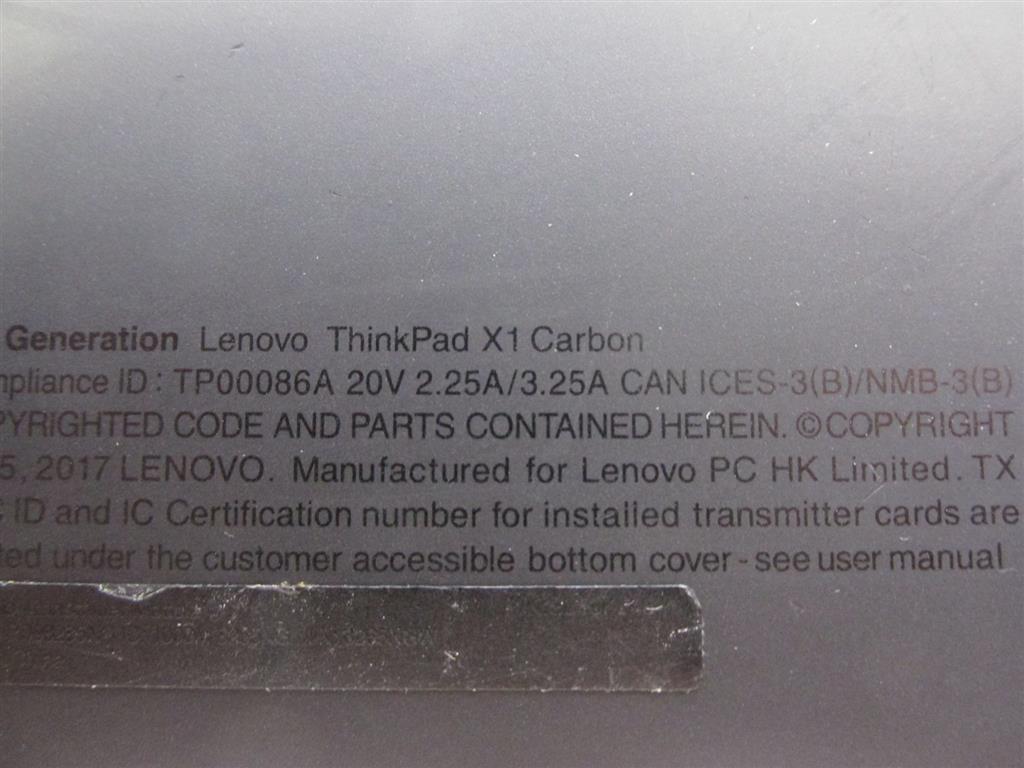 Generation Lenovo ThinkPad X1 Carbon
mpliance ID: TP00086A 20V 2.25A/3.25A CAN ICES-3(B)/NMB-3(B)
PYRIGHTED CODE AND PARTS CONTAINED HEREIN. ©COPYRIGHT
5, 2017 LENOVO. Manufactured for Lenovo PC HK Limited. TX
C ID and IC Certification number for installed transmitter cards are
ted under the customer accessible bottom cover - see user manual